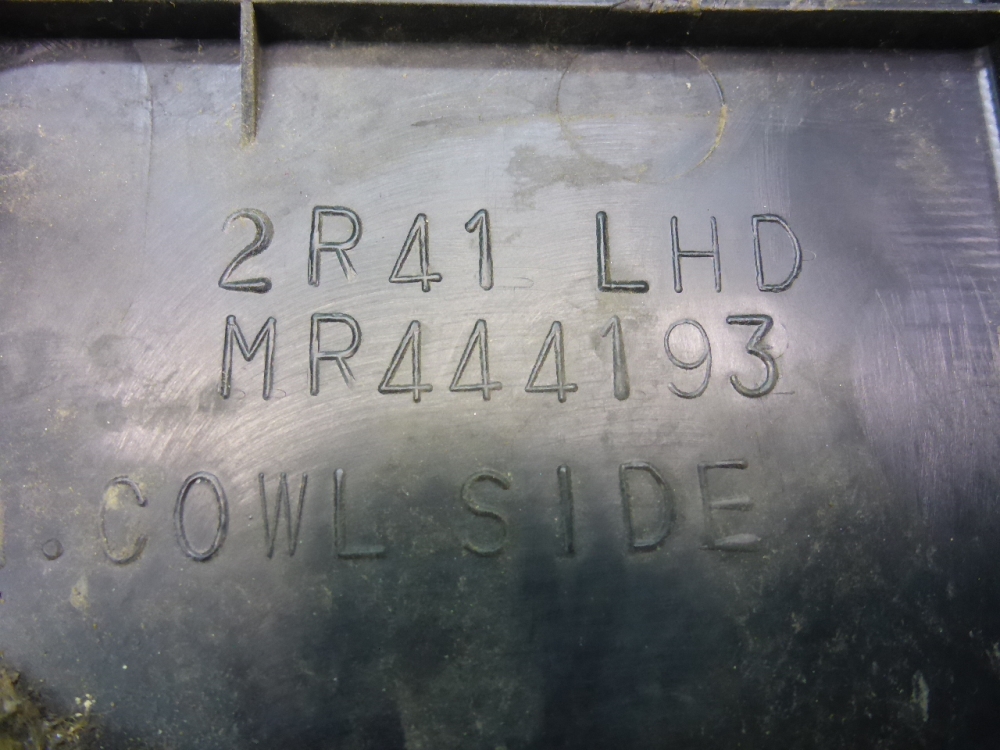 2R41 LHD
MR444193
. COWL SIDE